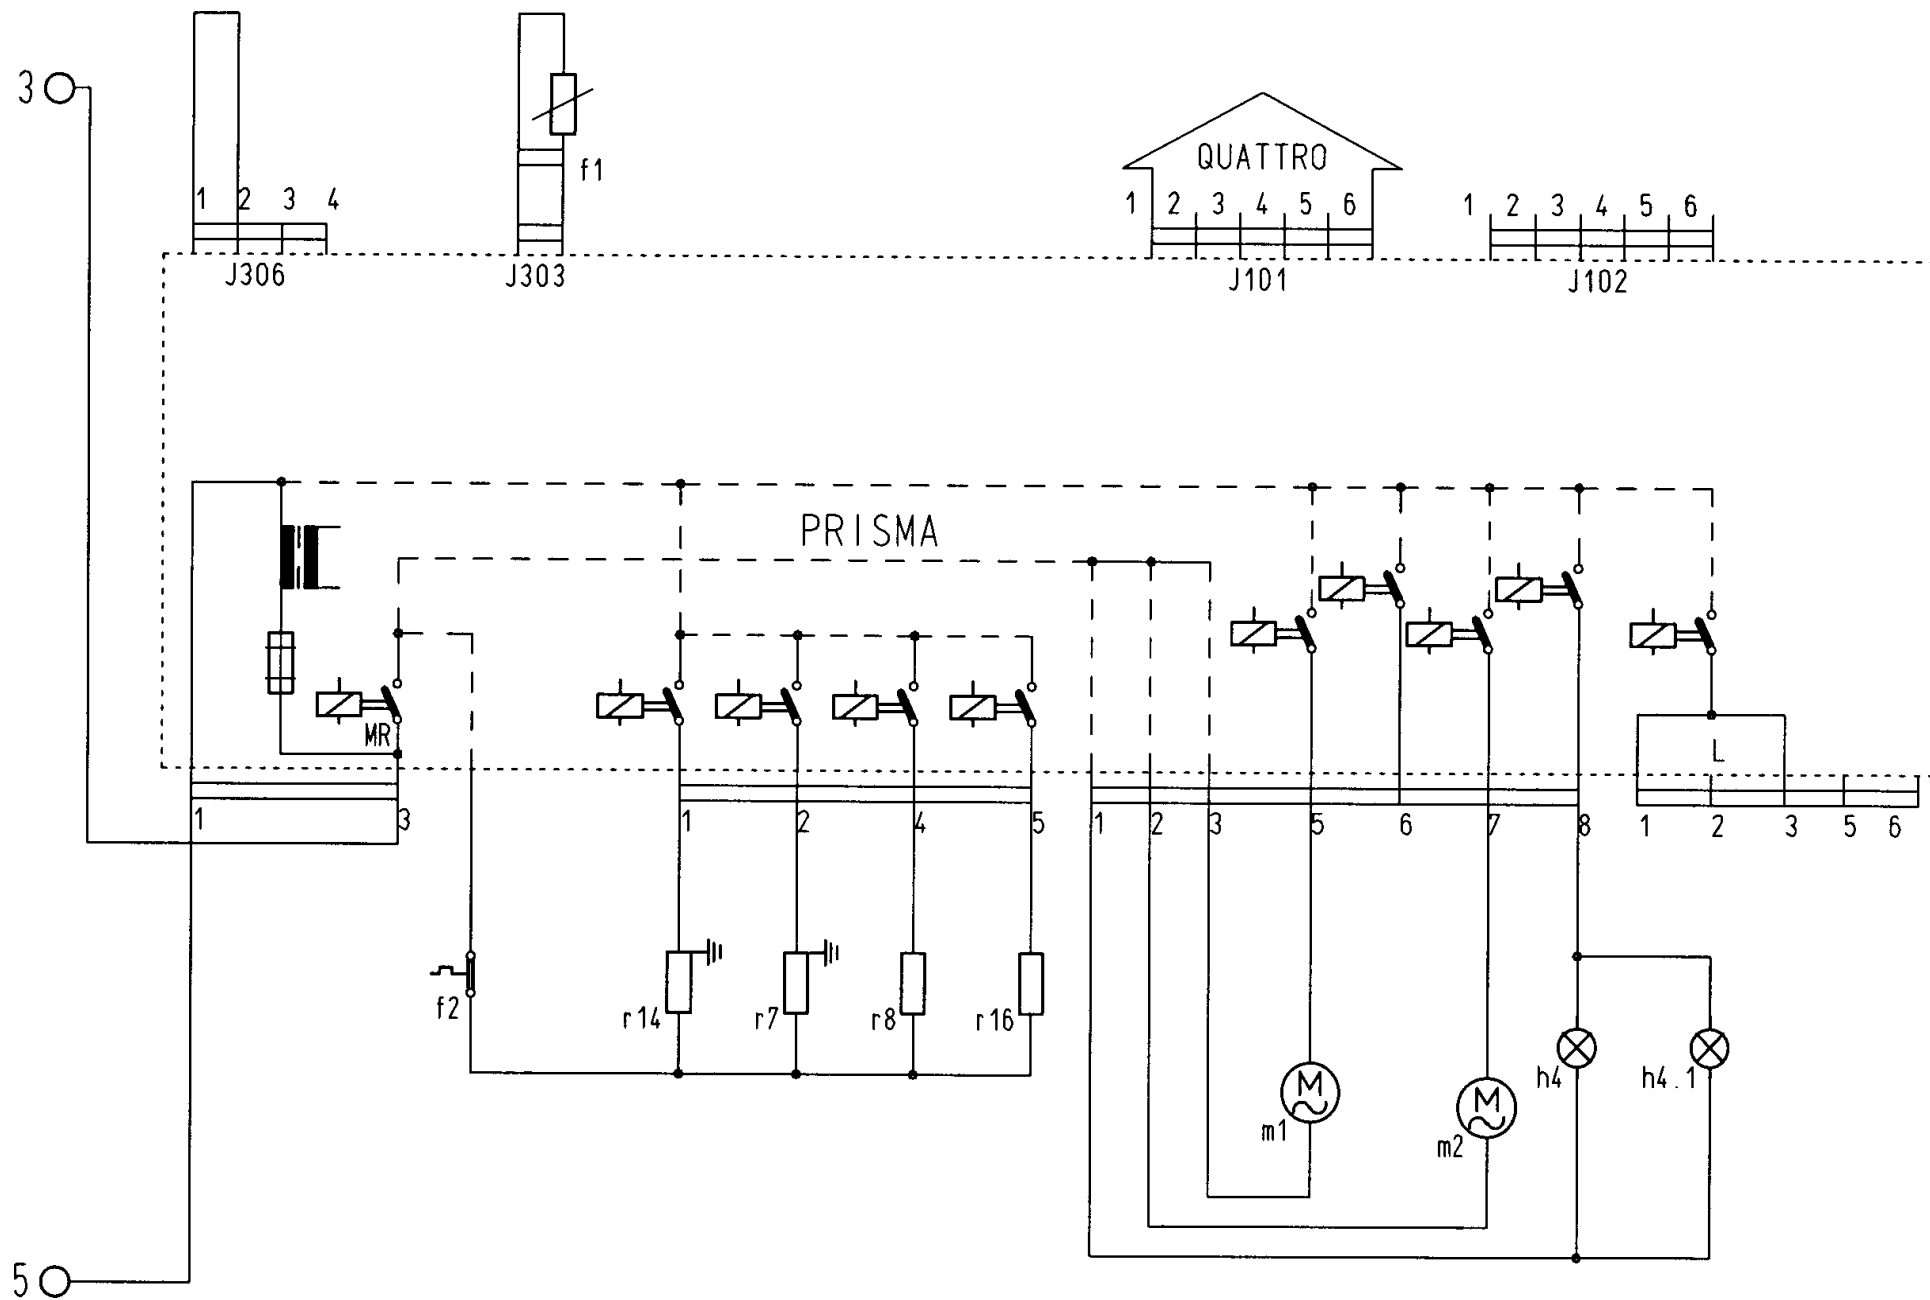 3
f1
QUATTRO
1 2 3 4
1 2 3 4 5 6
1 2 3 4 5 6
J306
J303
J101
J102
PRISMA
MR
L
1 3
1 2 4 5
1 2 3 5 6 7 8
1 2 3 5 6
f2
r14
r7
r8
r16
h4
h4.1
M
m1
M
m2
5